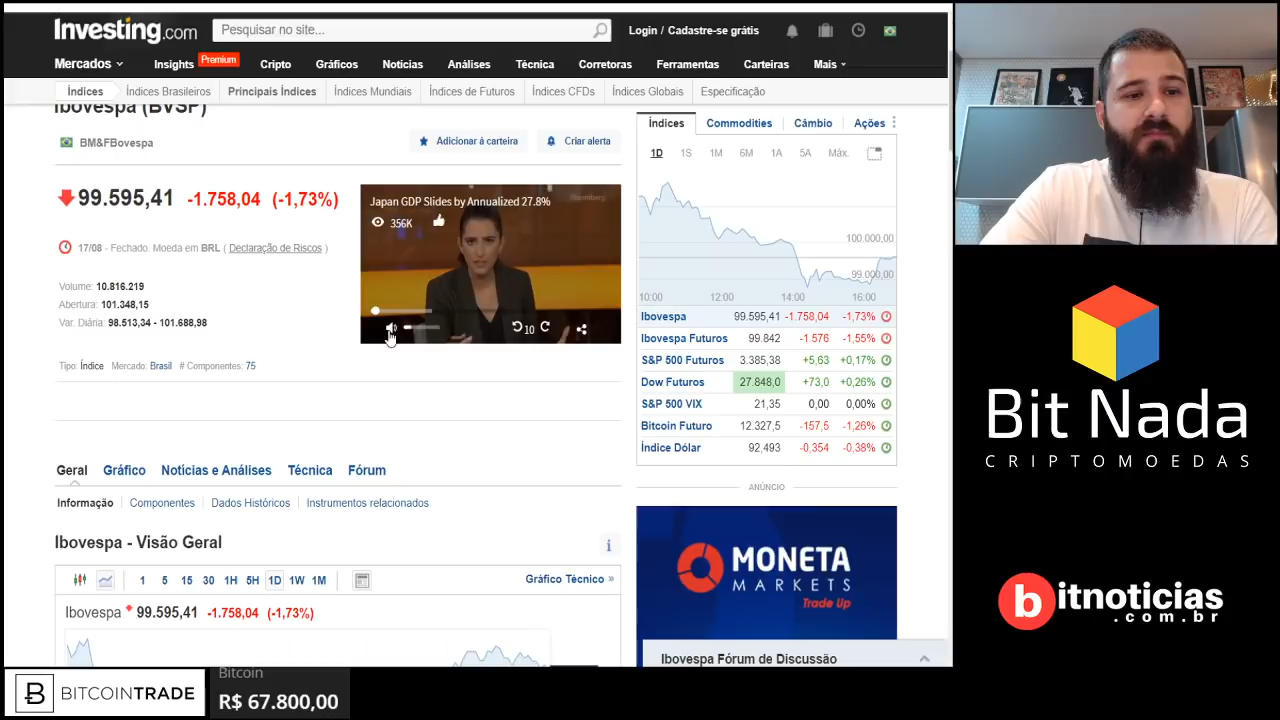 Investing.com
Pesquisar no site...
Login / Cadastre-se grátis
Mercados
Insights
Premium
Cripto
Gráficos
Notícias
Análises
Técnica
Corretoras
Ferramentas
Carteiras
Mais
Índices
Índices Brasileiros
Principais Índices
Índices Mundiais
Índices de Futuros
Índices CFDs
Índices Globais
Especificação
Ibovespa (BVSP)
BM&FBovespa
Adicionar à carteira
Criar alerta
99.595,41 -1.758,04 (-1,73%)
17/08 - Fechado. Moeda em BRL ( Declaração de Riscos )
Volume: 10.816.219
Abertura: 101.348,15
Var. Diária: 98.513,34 - 101.688,98
Tipo: Índice Mercado: Brasil # Componentes: 75
Japan GDP Slides by Annualized 27.8%
Bloomberg
356K
10
Índices
Commodities
Câmbio
Ações
1D 1S 1M 6M 1A 5A Máx.
100.000,00
99.000,00
10:00 12:00 14:00 16:00
Ibovespa 99.595,41 -1.758,04 -1,73%
Ibovespa Futuros 99.842 -1.576 -1,55%
S&P 500 Futuros 3.385,38 +5,63 +0,17%
Dow Futuros 27.848,0 +73,0 +0,26%
S&P 500 VIX 21,35 0,00 0,00%
Bitcoin Futuro 12.327,5 -157,5 -1,26%
Índice Dólar 92,493 -0,354 -0,38%
ANÚNCIO
MONETA
MARKETS
Trade Up
Ibovespa Fórum de Discussão
Geral
Gráfico
Notícias e Análises
Técnica
Fórum
Informação
Componentes
Dados Históricos
Instrumentos relacionados
Ibovespa - Visão Geral
i
1 5 15 30 1H 5H 1D 1W 1M
Gráfico Técnico »
Ibovespa 99.595,41 -1.758,04 (-1,73%)
Bit Nada
CRIPTOMOEDAS
bitnoticias
.com.br
B BITCOINTRADE
Bitcoin
R$ 67.800,00